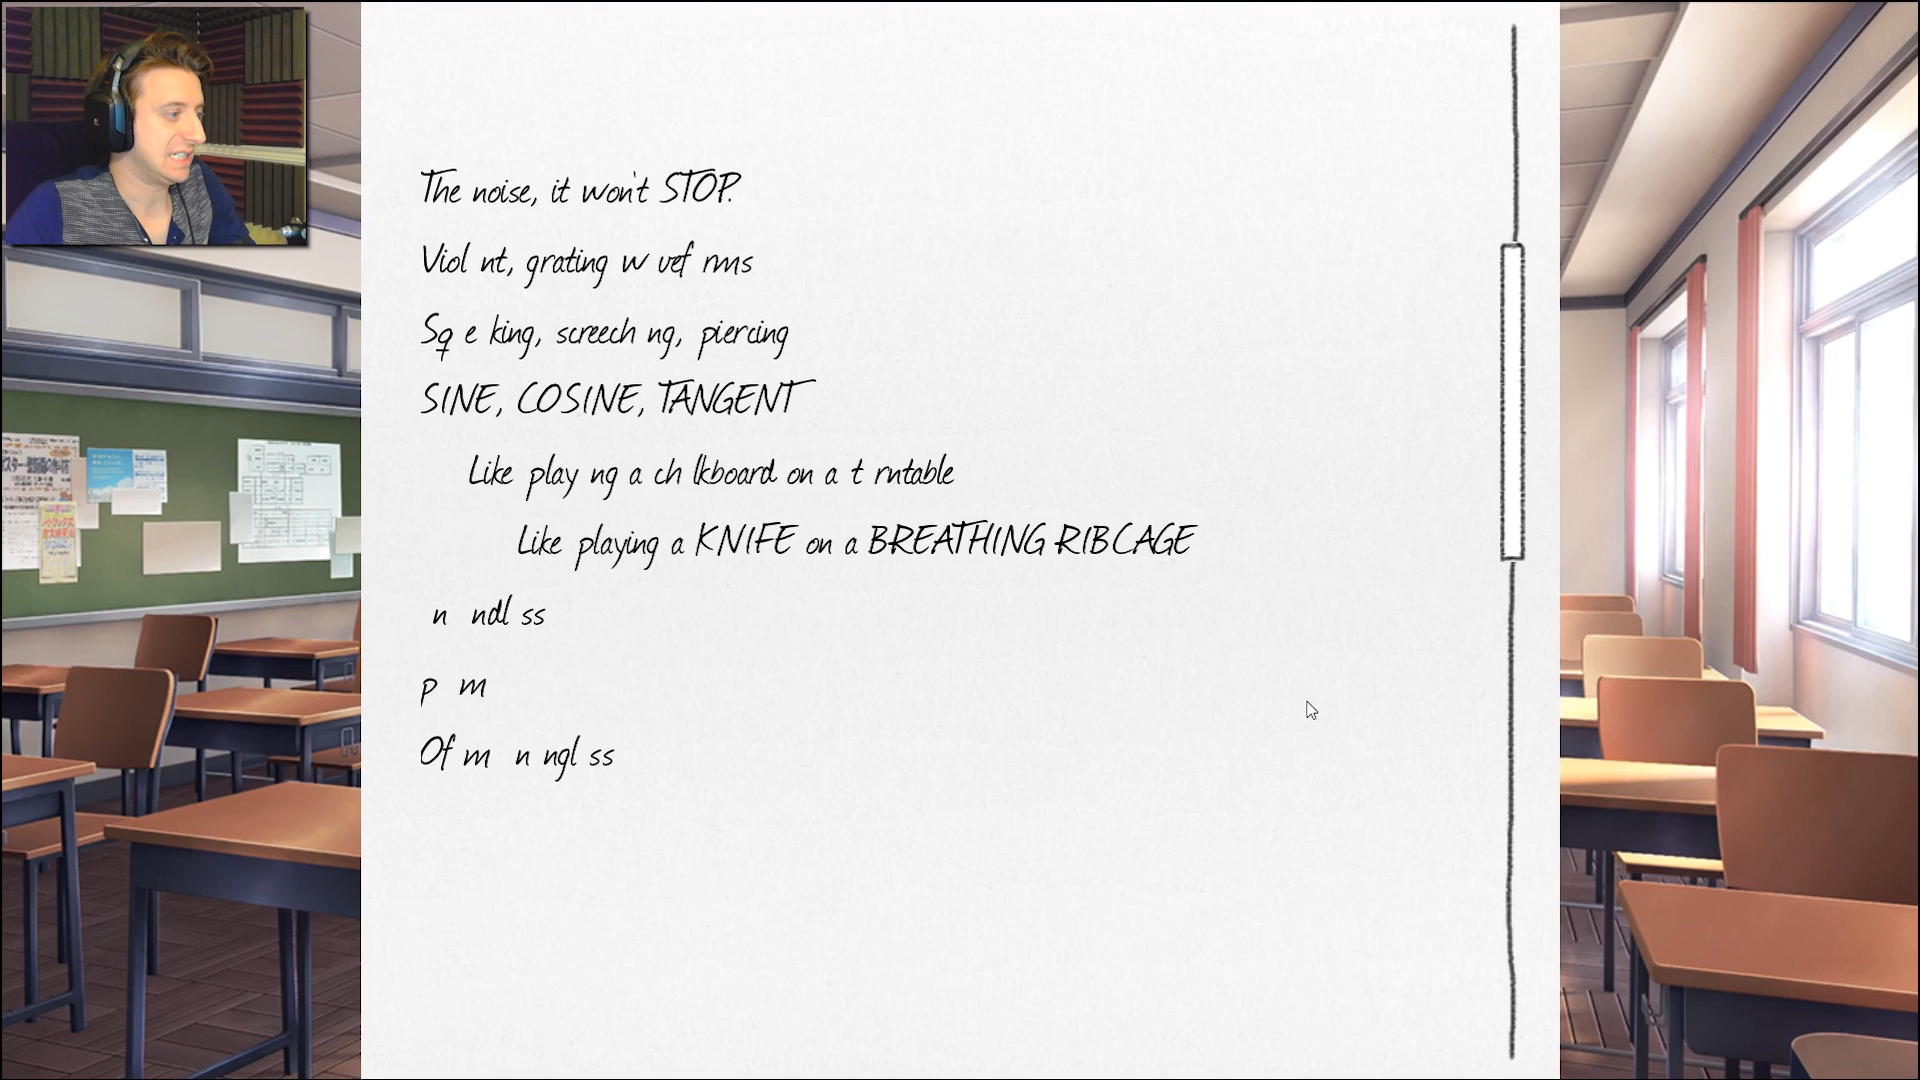 The noise, it won't STOP.
Viol nt, grating w vef rms
Sq e king, screech ng, piercing
SINE, COSINE, TANGENT
Like play ng a ch lkboard on a t rntable
Like playing a KNIFE on a BREATHING RIBCAGE
n ndl ss
p m
Of m n ngl ss